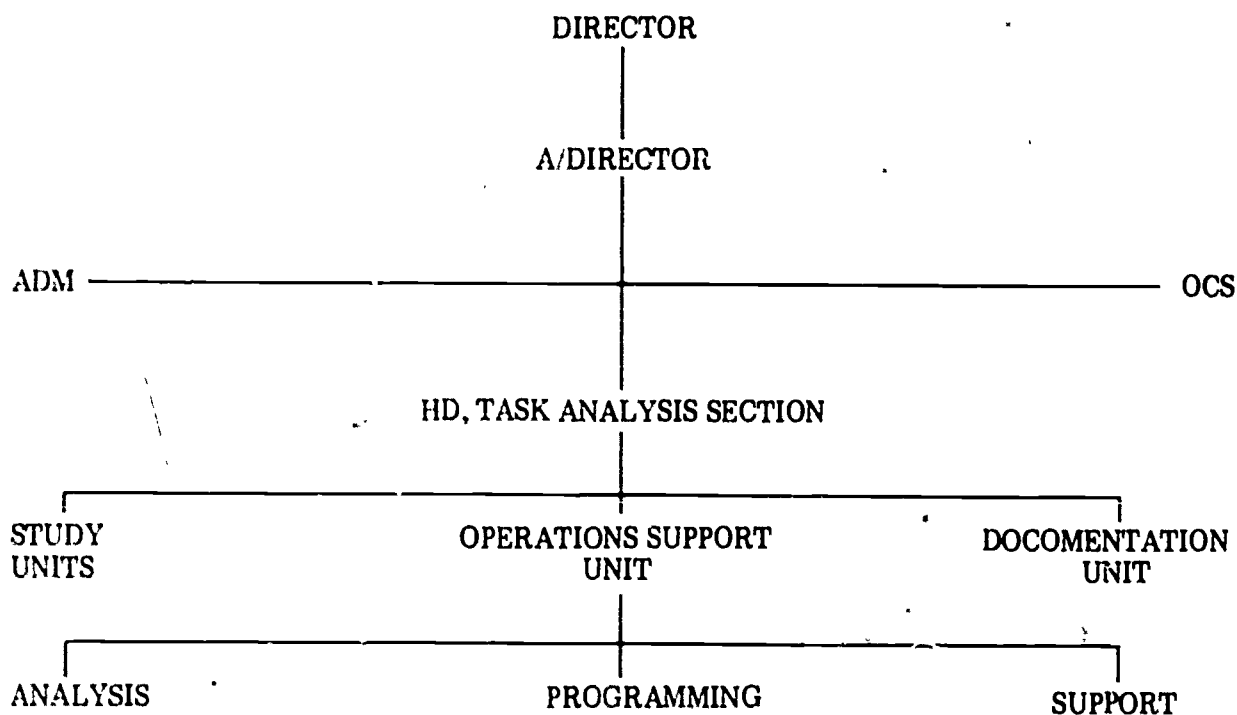 DIRECTOR
A/DIRECTOR
ADM
OCS
HD, TASK ANALYSIS SECTION
STUDY
UNITS
OPERATIONS SUPPORT
UNIT
DOCOMENTATION
UNIT
ANALYSIS
PROGRAMMING
SUPPORT